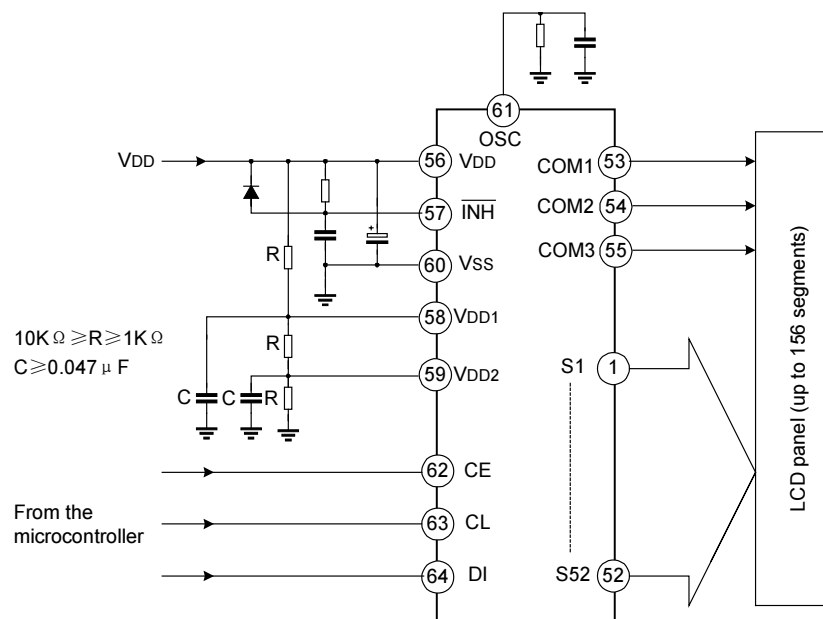 61
OSC
VDD
56
VDD
COM1
53
57
INH
COM2
54
+
R
60
VSS
COM3
55
58
VDD1
10KΩ≥R≥1KΩ
R
C≥0.047μF
59
VDD2
S1
1
C
C
R
62
CE
From the
microcontroller
63
CL
64
DI
S52
52
LCD panel (up to 156 segments)